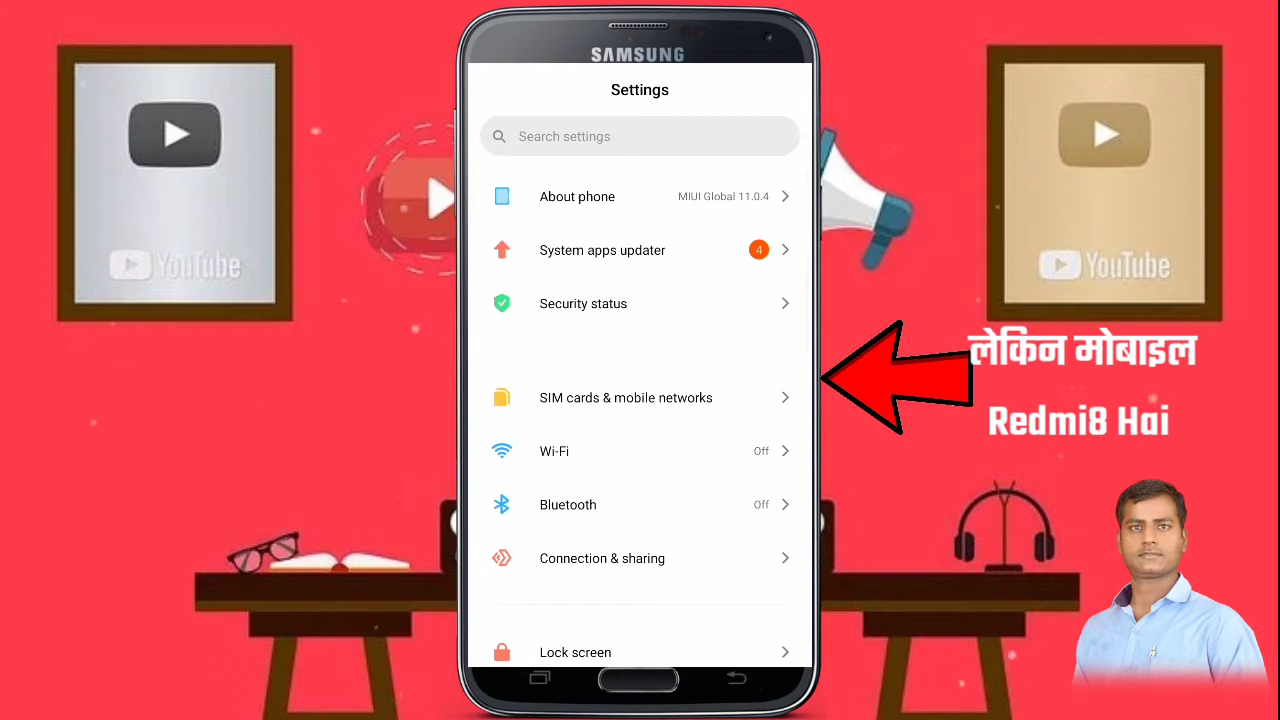 SAMSUNG
Settings
Search settings
About phone MIUI Global 11.0.4
System apps updater 4
Security status
SIM cards & mobile networks
Wi-Fi Off
Bluetooth Off
Connection & sharing
Lock screen
YouTube
YouTube
लेकिन मोबाइल
Redmi8 Hai